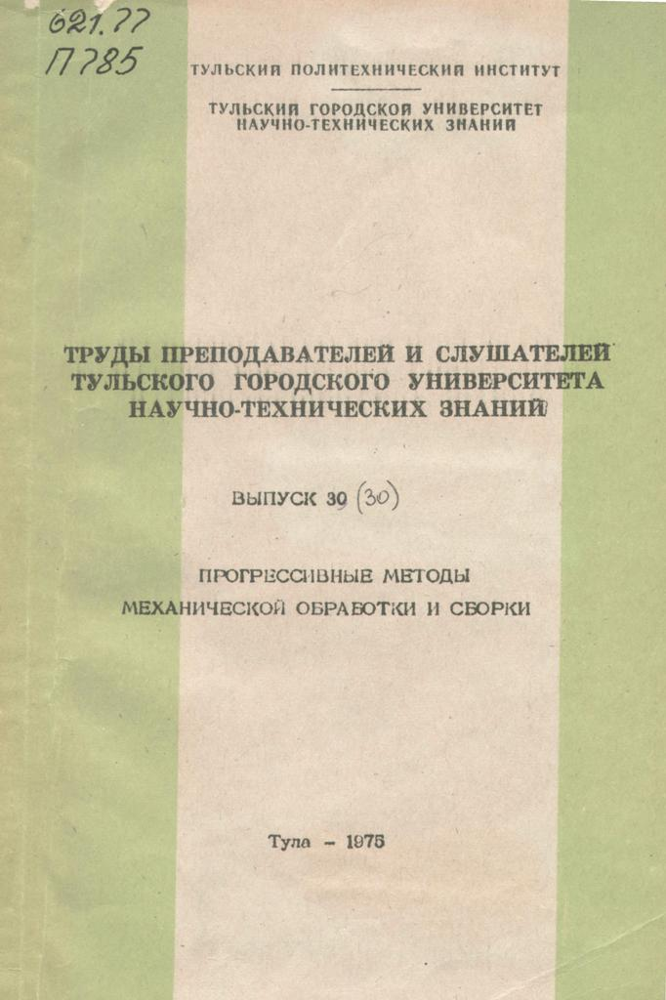 621.77
П785
ТУЛЬСКИЙ ПОЛИТЕХНИЧЕСКИЙ ИНСТИТУТ
ТУЛЬСКИЙ ГОРОДСКОЙ УНИВЕРСИТЕТ
НАУЧНО-ТЕХНИЧЕСКИХ ЗНАНИЙ
ТРУДЫ ПРЕПОДАВАТЕЛЕЙ И СЛУШАТЕЛЕЙ
ТУЛЬСКОГО ГОРОДСКОГО УНИВЕРСИТЕТА
НАУЧНО-ТЕХНИЧЕСКИХ ЗНАНИЙ
ВЫПУСК 30 (30)
ПРОГРЕССИВНЫЕ МЕТОДЫ
МЕХАНИЧЕСКОЙ ОБРАБОТКИ И СБОРКИ
Тула – 1975